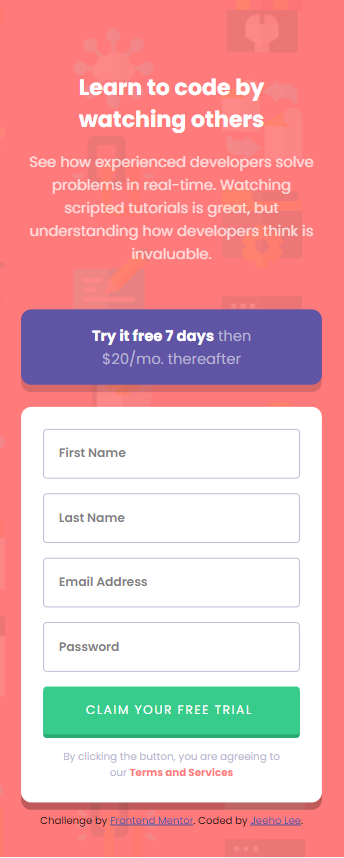 Learn to code by
watching others
See how experienced developers solve
problems in real-time. Watching
scripted tutorials is great, but
understanding how developers think is
invaluable.
Try it free 7 days then
$20/mo. thereafter
First Name
Last Name
Email Address
Password
CLAIM YOUR FREE TRIAL
By clicking the button, you are agreeing to
our Terms and Services
Challenge by Frontend Mentor. Coded by Jeeho Lee.